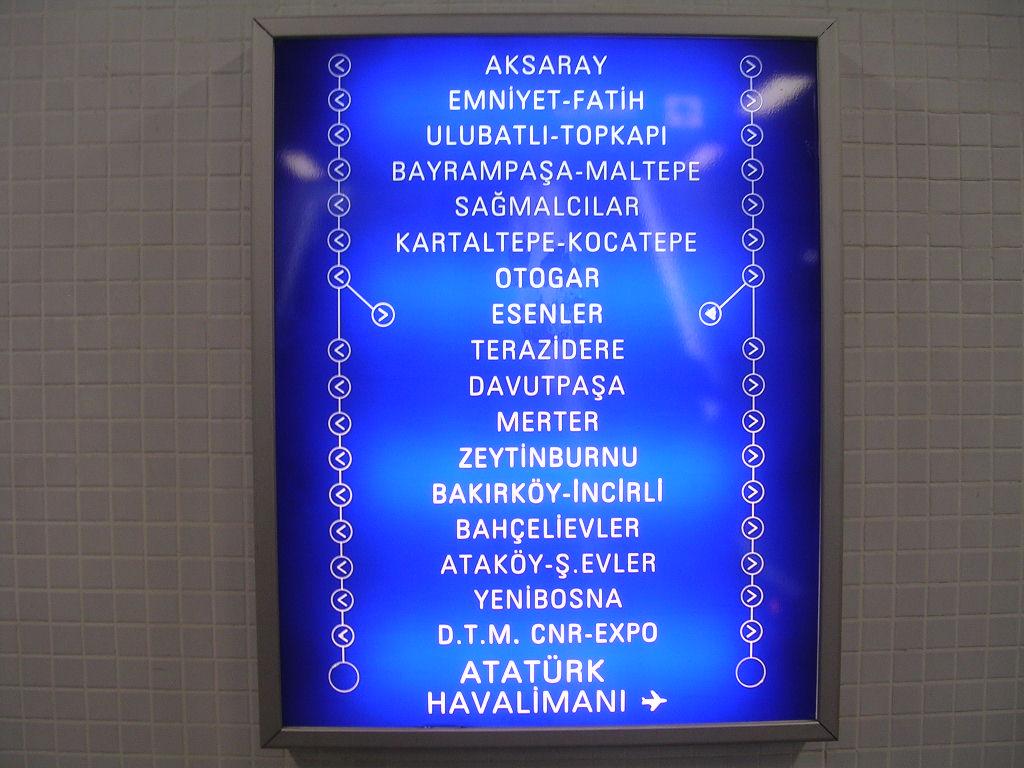 AKSARAY
EMNİYET-FATİH
ULUBATLI-TOPKAPI
BAYRAMPAŞA-MALTEPE
SAĞMALCILAR
KARTALTEPE-KOCATEPE
OTOGAR
ESENLER
TERAZİDERE
DAVUTPAŞA
MERTER
ZEYTİNBURNU
BAKIRKÖY-İNCİRLİ
BAHÇELİEVLER
ATAKÖY-Ş.EVLER
YENİBOSNA
D.T.M. CNR-EXPO
ATATÜRK
HAVALİMANI